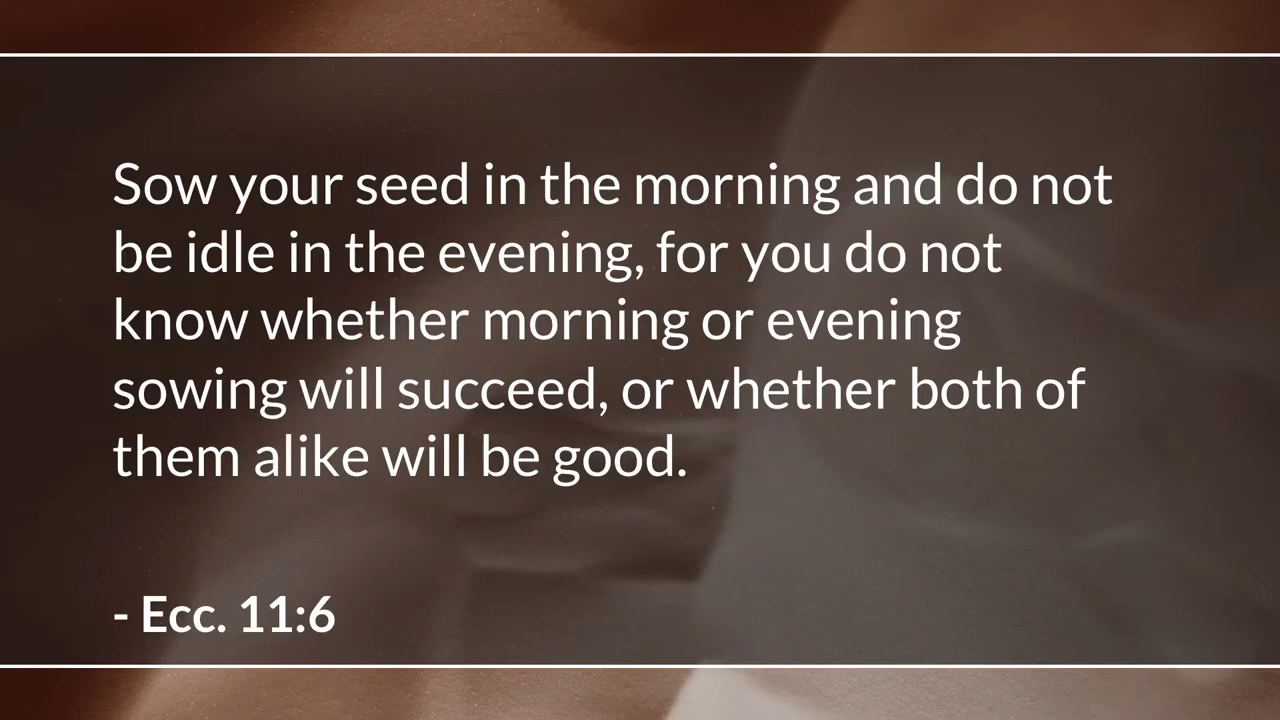 Sow your seed in the morning and do not
be idle in the evening, for you do not
know whether morning or evening
sowing will succeed, or whether both of
them alike will be good.
- Ecc. 11:6